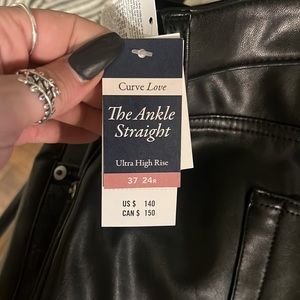 Curve Love
The Ankle
Straight
Ultra High Rise
37 24R
US $ 140
CAN $ 150